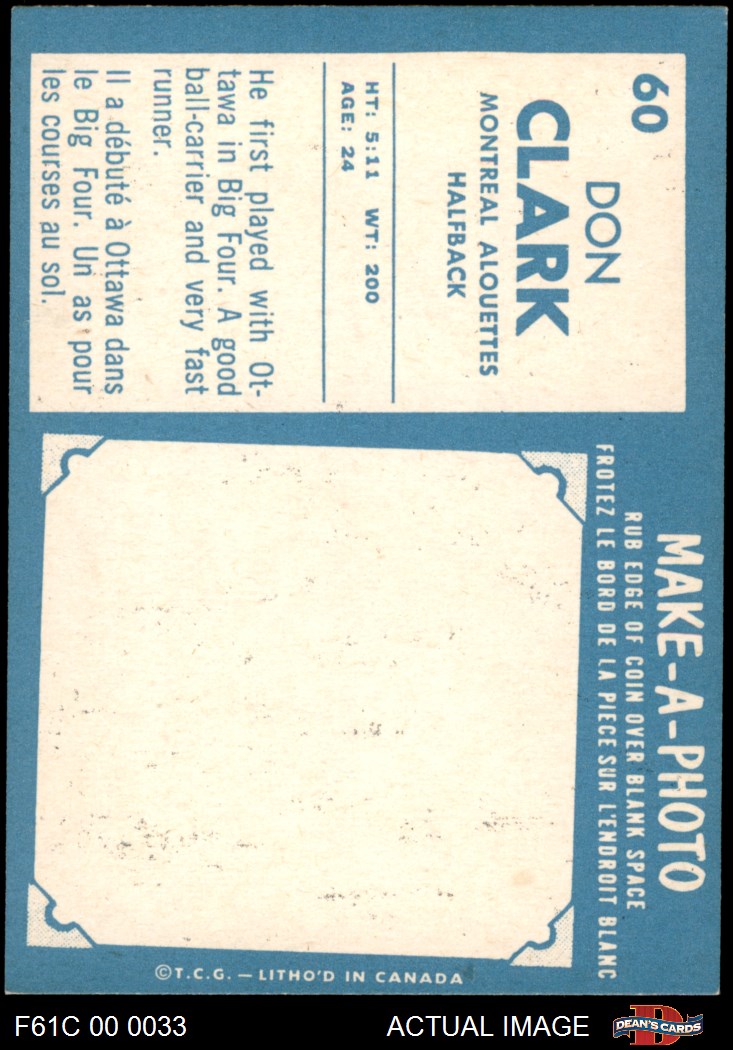 60
DON
CLARK
MONTREAL ALOUETTES
HALFBACK
HT: 5:11 WT: 200
AGE: 24
He first played with Ot-
tawa in Big Four. A good
ball-carrier and very fast
runner.
Il a débuté à Ottawa dans
le Big Four. Un as pour
les courses au sol.
MAKE-A-PHOTO
RUB EDGE OF COIN OVER BLANK SPACE
FROTEZ LE BORD DE LA PIECE SUR L'ENDROIT BLANC
©T.C.G. — LITHO'D IN CANADA
F61C 00 0033
ACTUAL IMAGE
D
DEAN'S CARDS